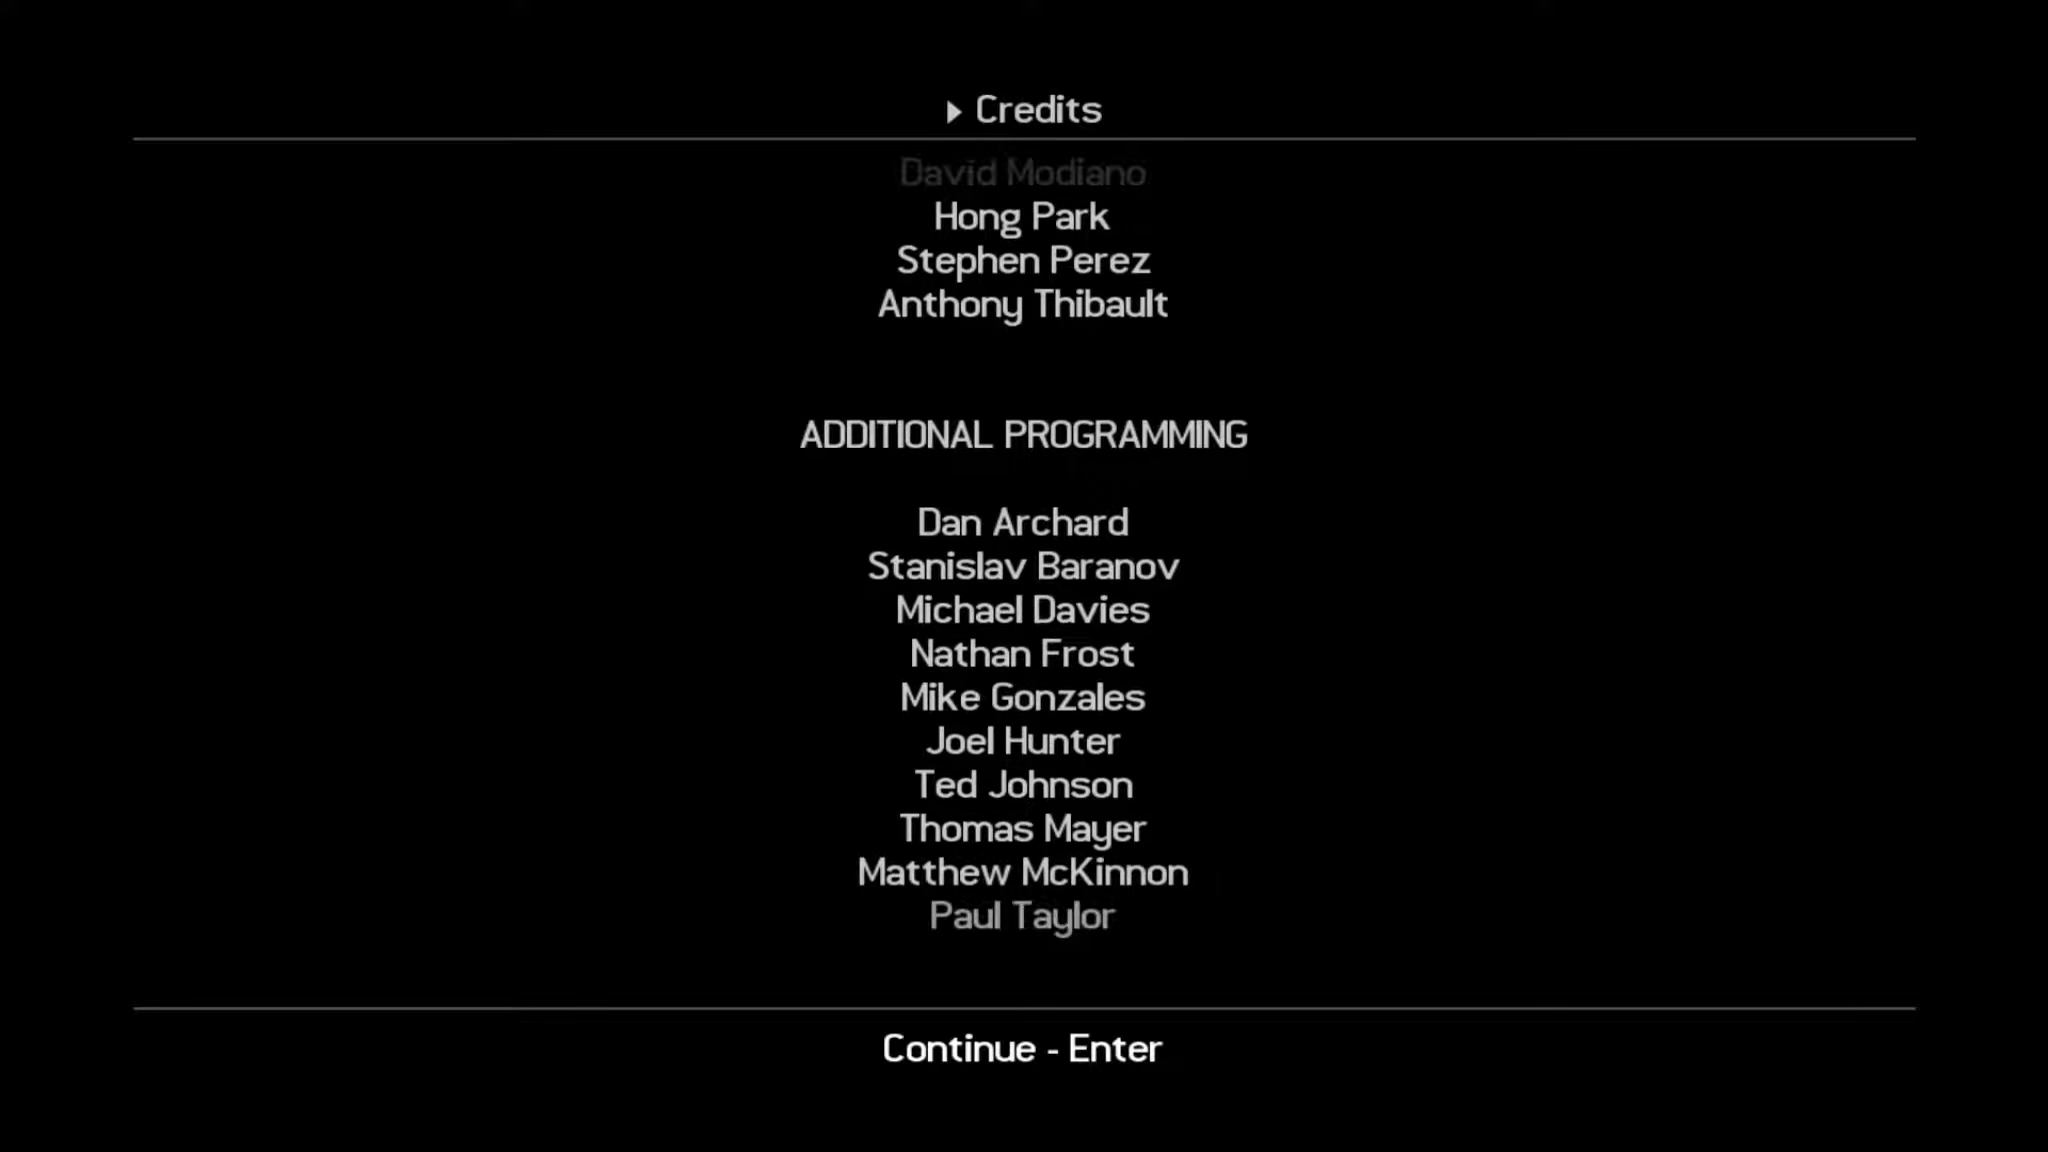 Credits
David Modiano
Hong Park
Stephen Perez
Anthony Thibault
ADDITIONAL PROGRAMMING
Dan Archard
Stanislav Baranov
Michael Davies
Nathan Frost
Mike Gonzales
Joel Hunter
Ted Johnson
Thomas Mayer
Matthew McKinnon
Paul Taylor
Continue - Enter